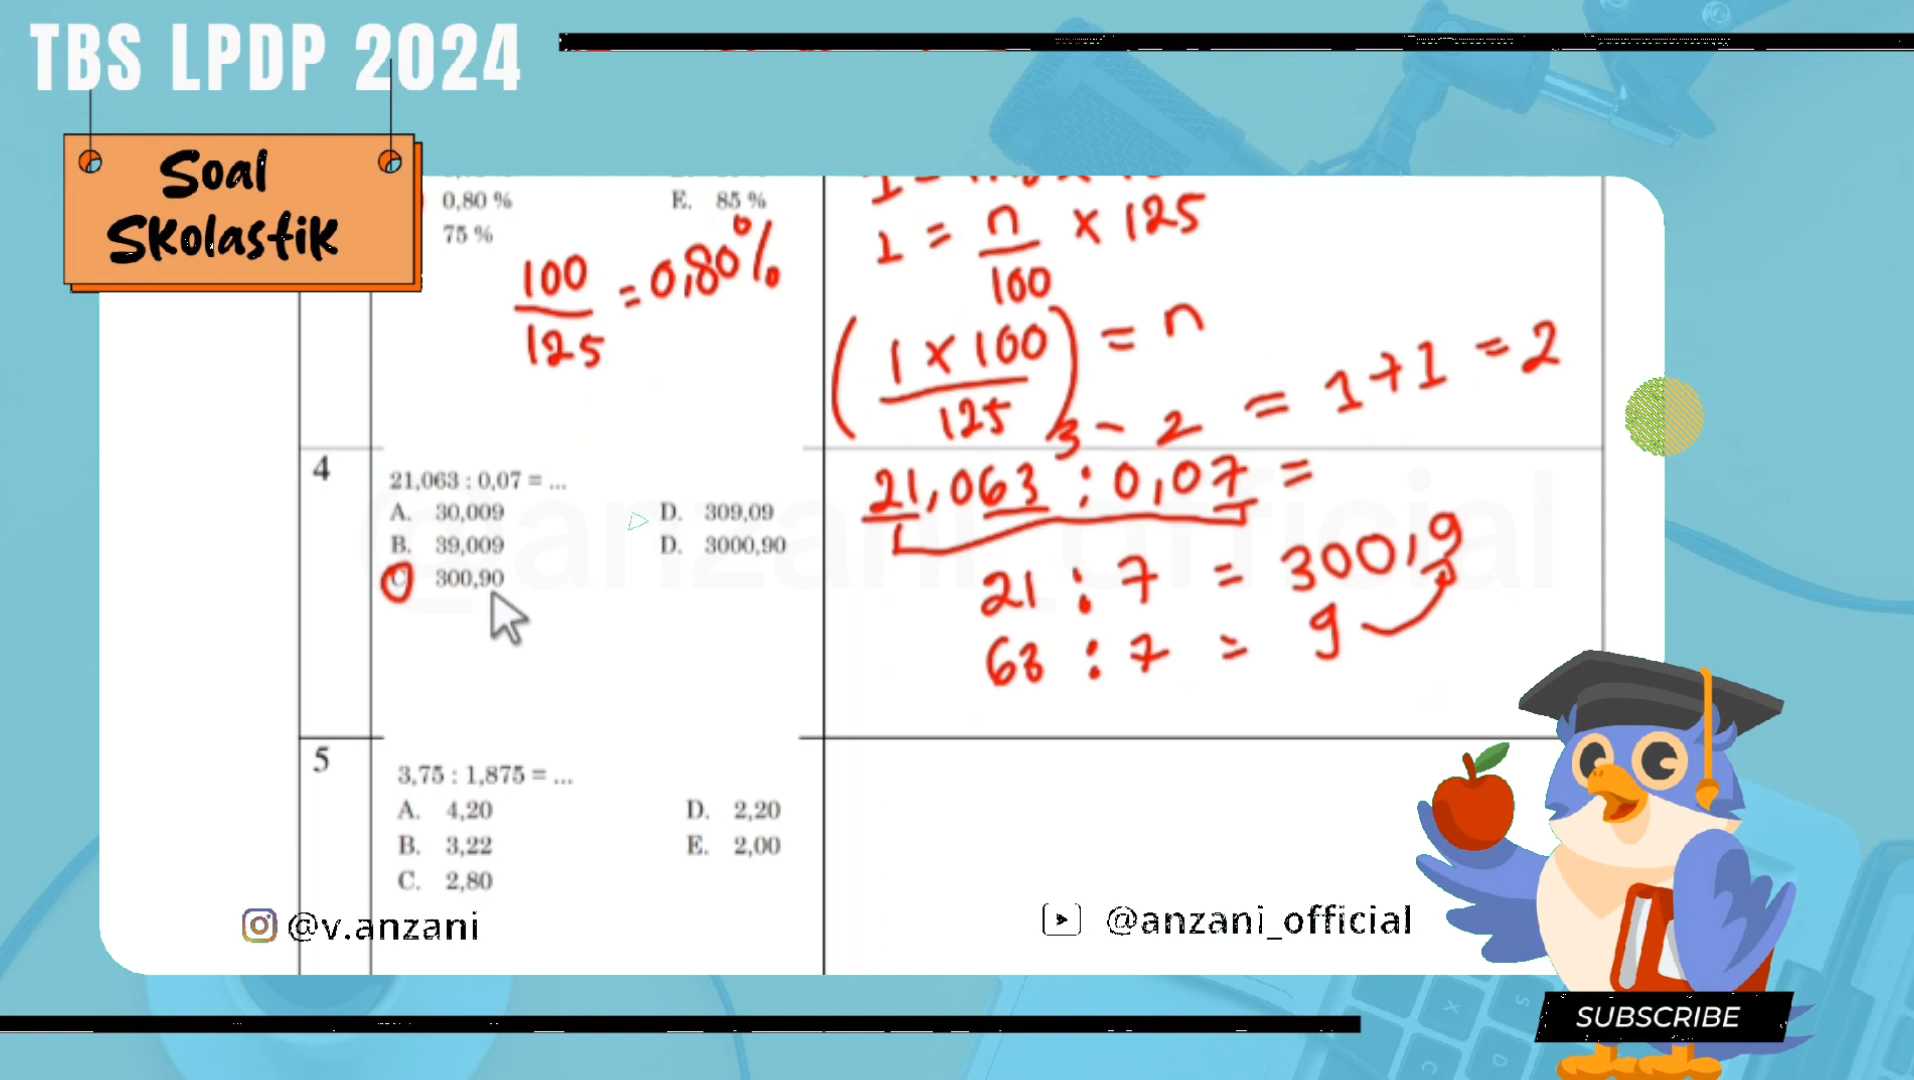 TBS LPDP 2024
Soal
Skolastik
0,80 %
E. 85 %
75 %
100/125 = 0,80%
1 = n/100 × 125
(1 × 100/125) = n
3 - 2 = 1 + 1 = 2
4
21,063 : 0,07 = ...
A. 30,009
D. 309,09
B. 39,009
D. 3000,90
C. 300,90
21,063 : 0,07 =
21 : 7 = 300,9
63 : 7 = 9
@anzani_official
5
3,75 : 1,875 = ...
A. 4,20
D. 2,20
B. 3,22
E. 2,00
C. 2,80
@v.anzani
@anzani_official
SUBSCRIBE